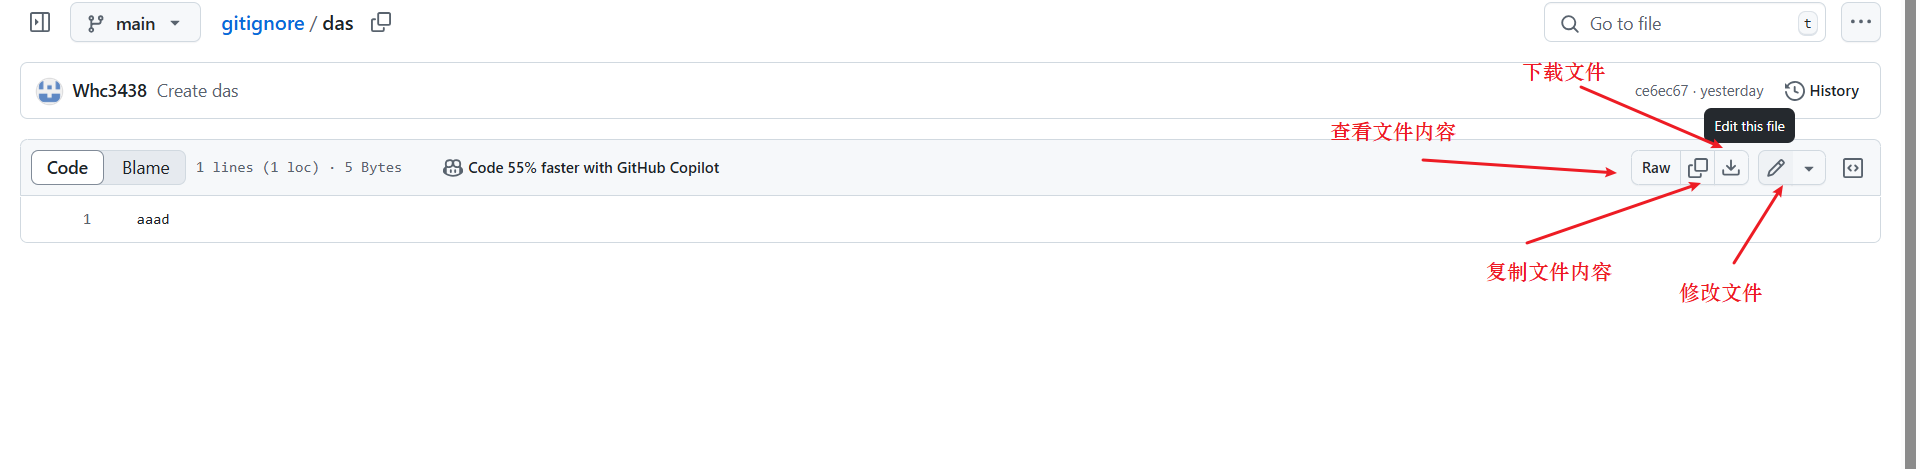 main
gitignore / das
Go to file
t
下载文件
Whc3438 Create das
ce6ec67 · yesterday
History
查看文件内容
Edit this file
Code
Blame
1 lines (1 loc) · 5 Bytes
Code 55% faster with GitHub Copilot
Raw
1 aaad
复制文件内容
修改文件